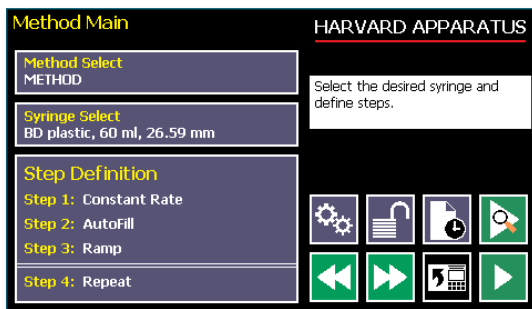 Method Main
HARVARD APPARATUS
Method Select
METHOD
Select the desired syringe and
define steps.
Syringe Select
BD plastic, 60 ml, 26.59 mm
Step Definition
Step 1: Constant Rate
Step 2: AutoFill
Step 3: Ramp
Step 4: Repeat